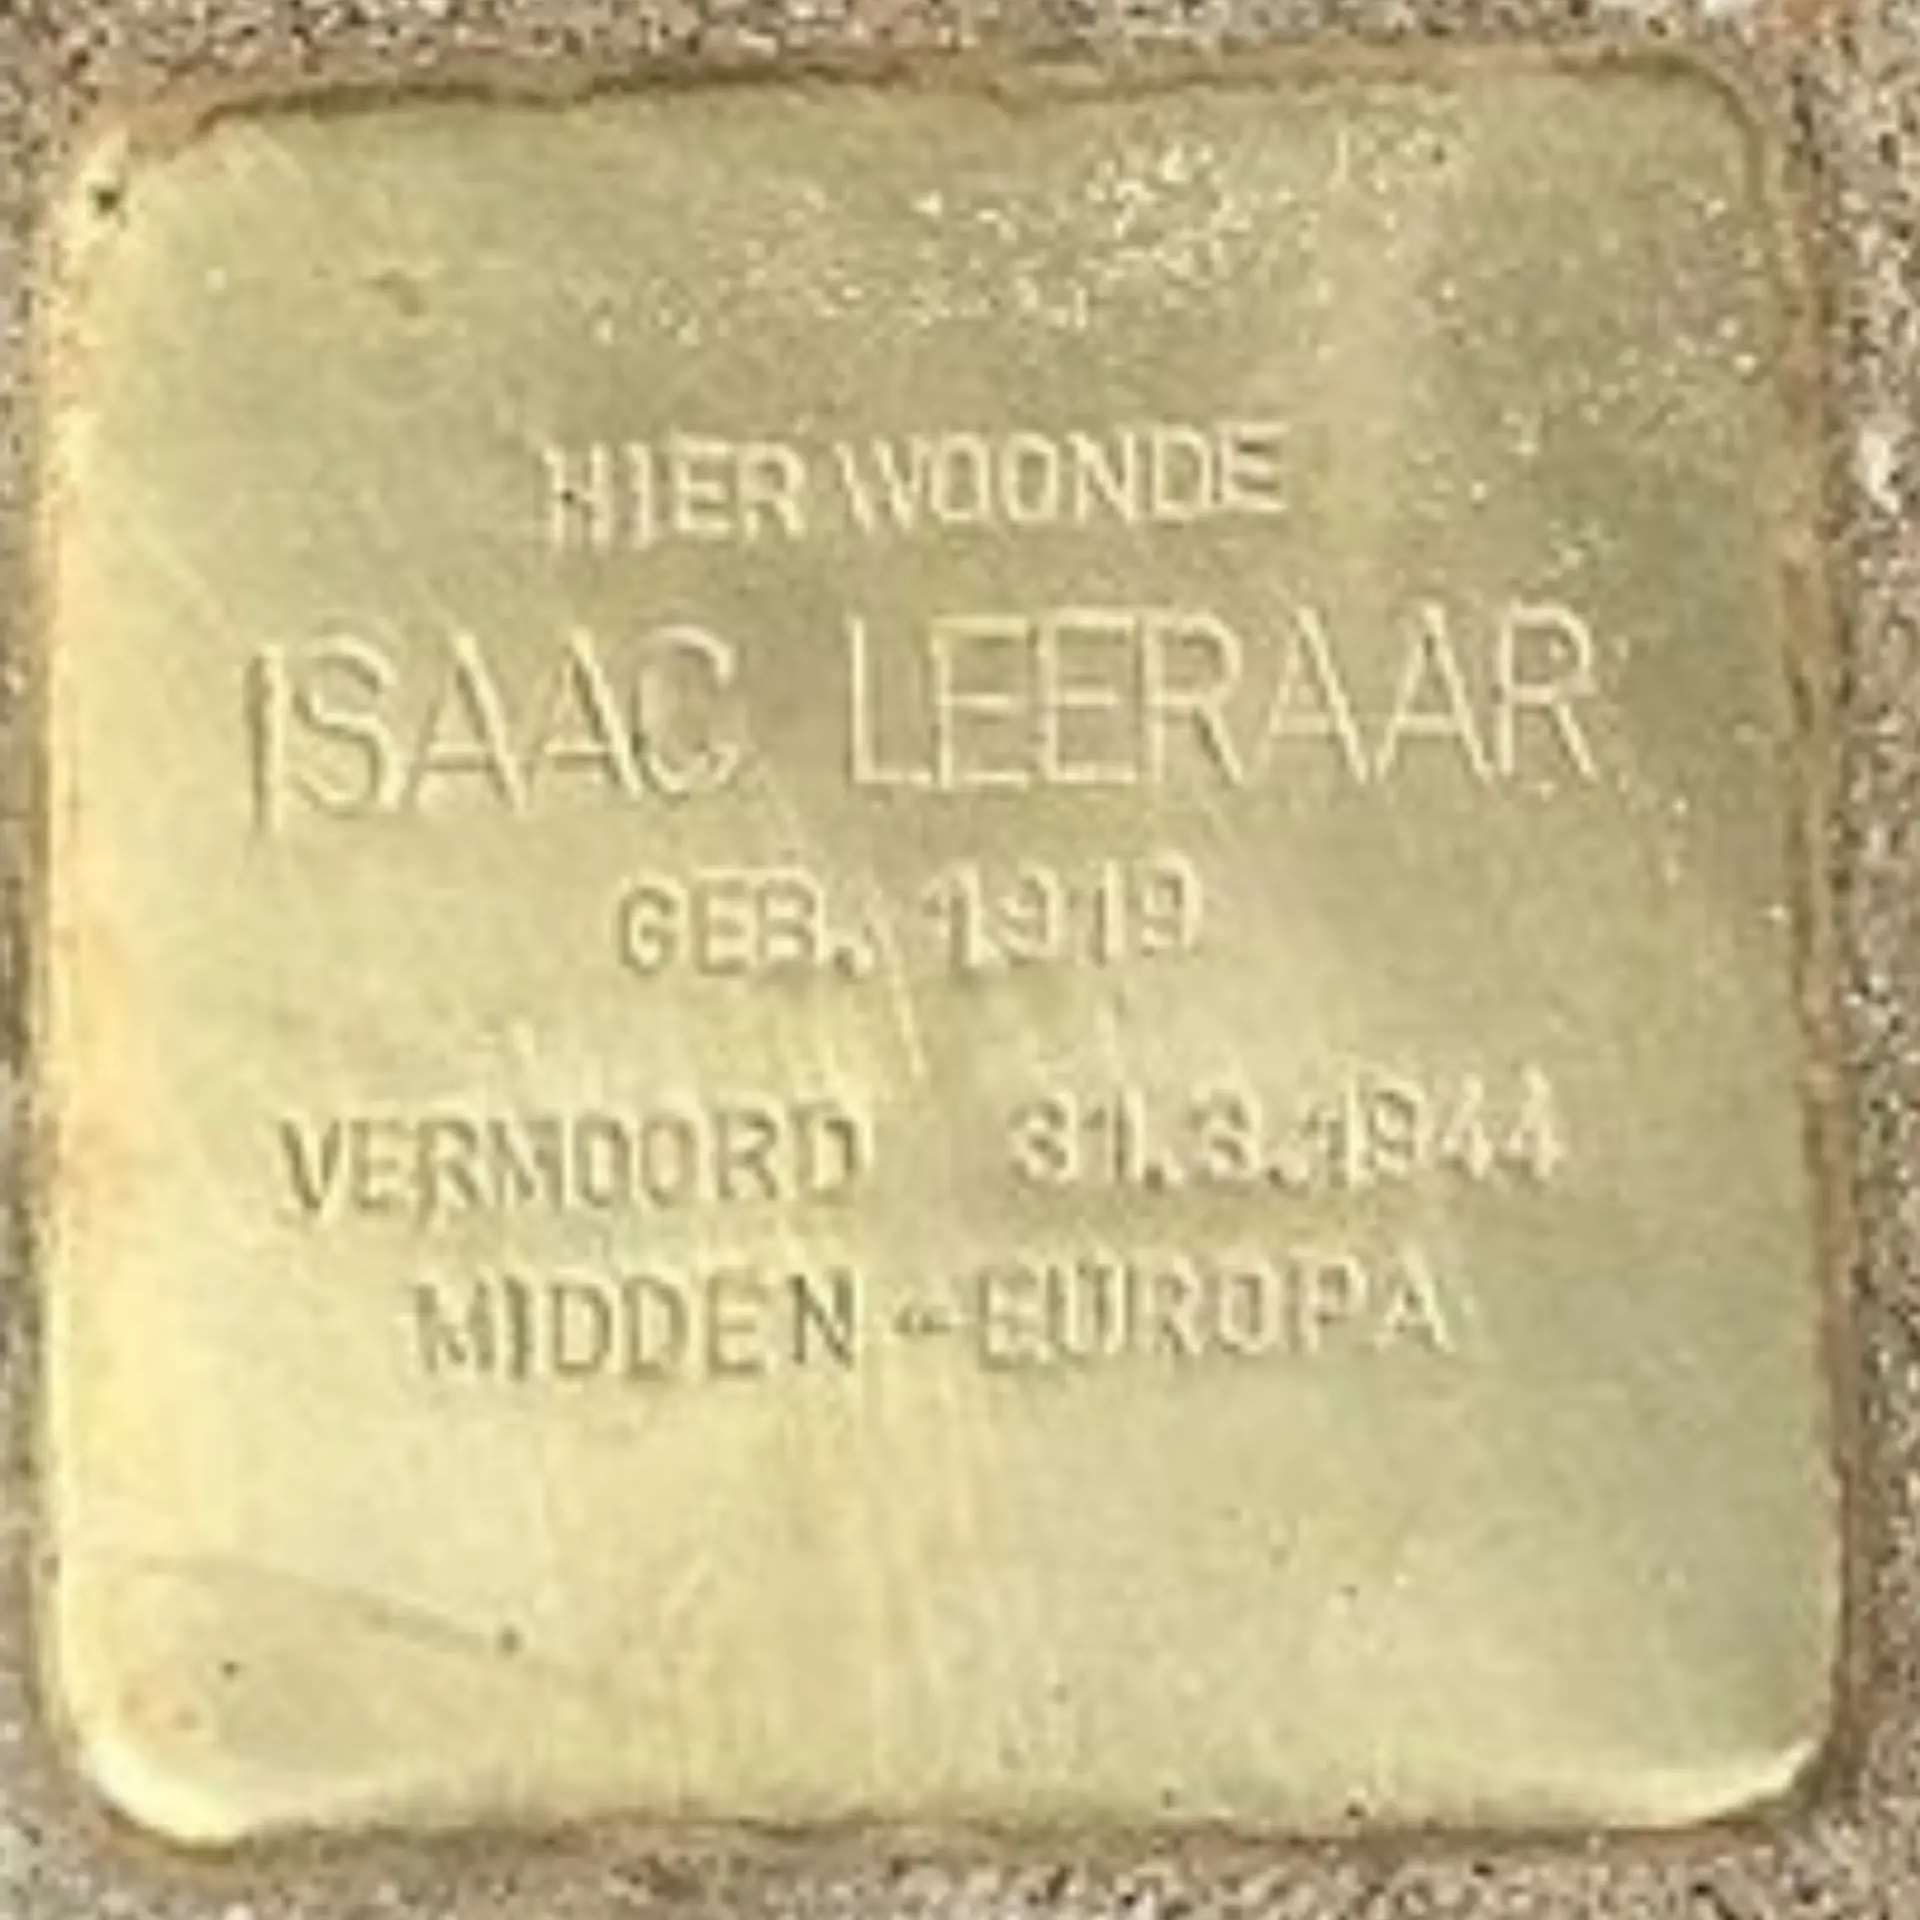 HIER WOONDE
ISAAC LEERAAR
GEB. 1919
VERMOORD 31.3.1944
MIDDEN-EUROPA